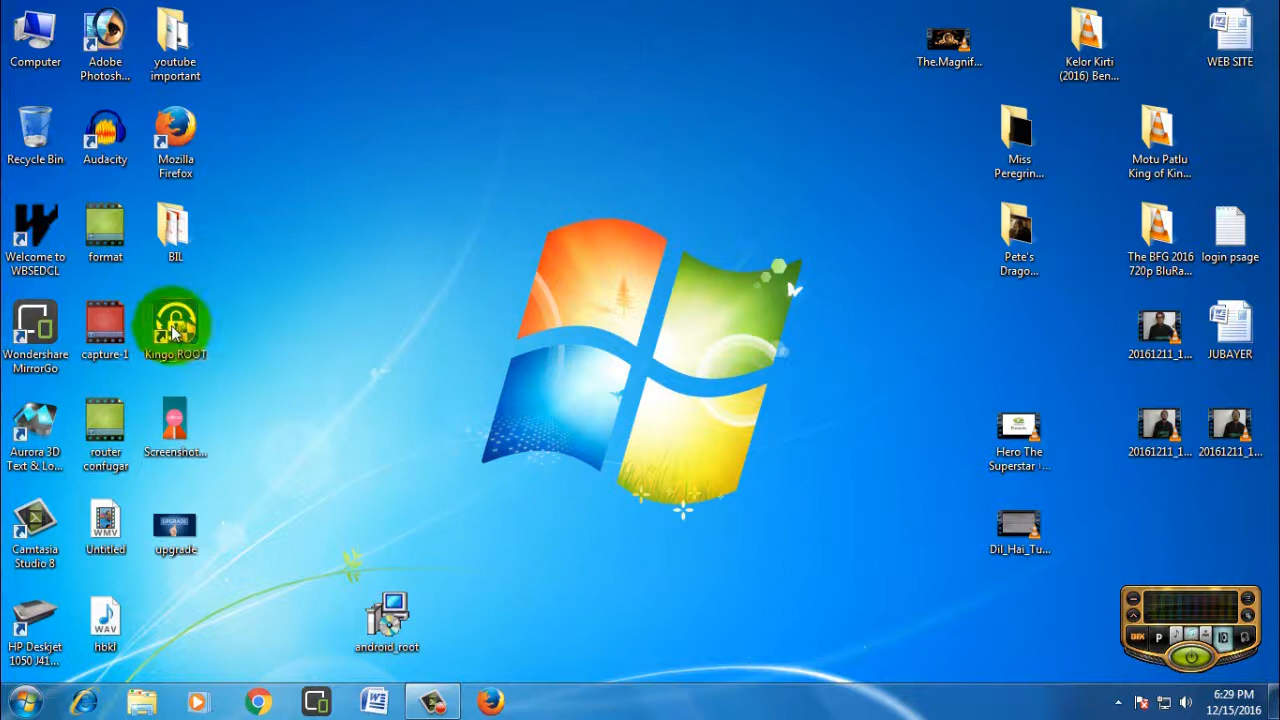 Computer
Adobe
Photosh...
youtube
important
The.Magnif...
Kelor Kirti
(2016) Ben...
WEB SITE
Recycle Bin
Audacity
Mozilla
Firefox
Miss
Peregrin...
Motu Patlu
King of Kin...
Welcome to
WBSEDCL
format
BIL
Pete's
Drago...
The BFG 2016
720p BluRa...
login psage
Wondershare
MirrorGo
capture-1
Kingo ROOT
20161211_1...
JUBAYER
Aurora 3D
Text & Lo...
router
confugar
Screenshot...
Hero The
Superstar ...
20161211_1...
20161211_1...
Camtasia
Studio 8
WMV
Untitled
UPGRADE
upgrade
Dil_Hai_Tu...
HP Deskjet
1050 J41...
WAV
hbkl
android_root
6:29 PM
12/15/2016